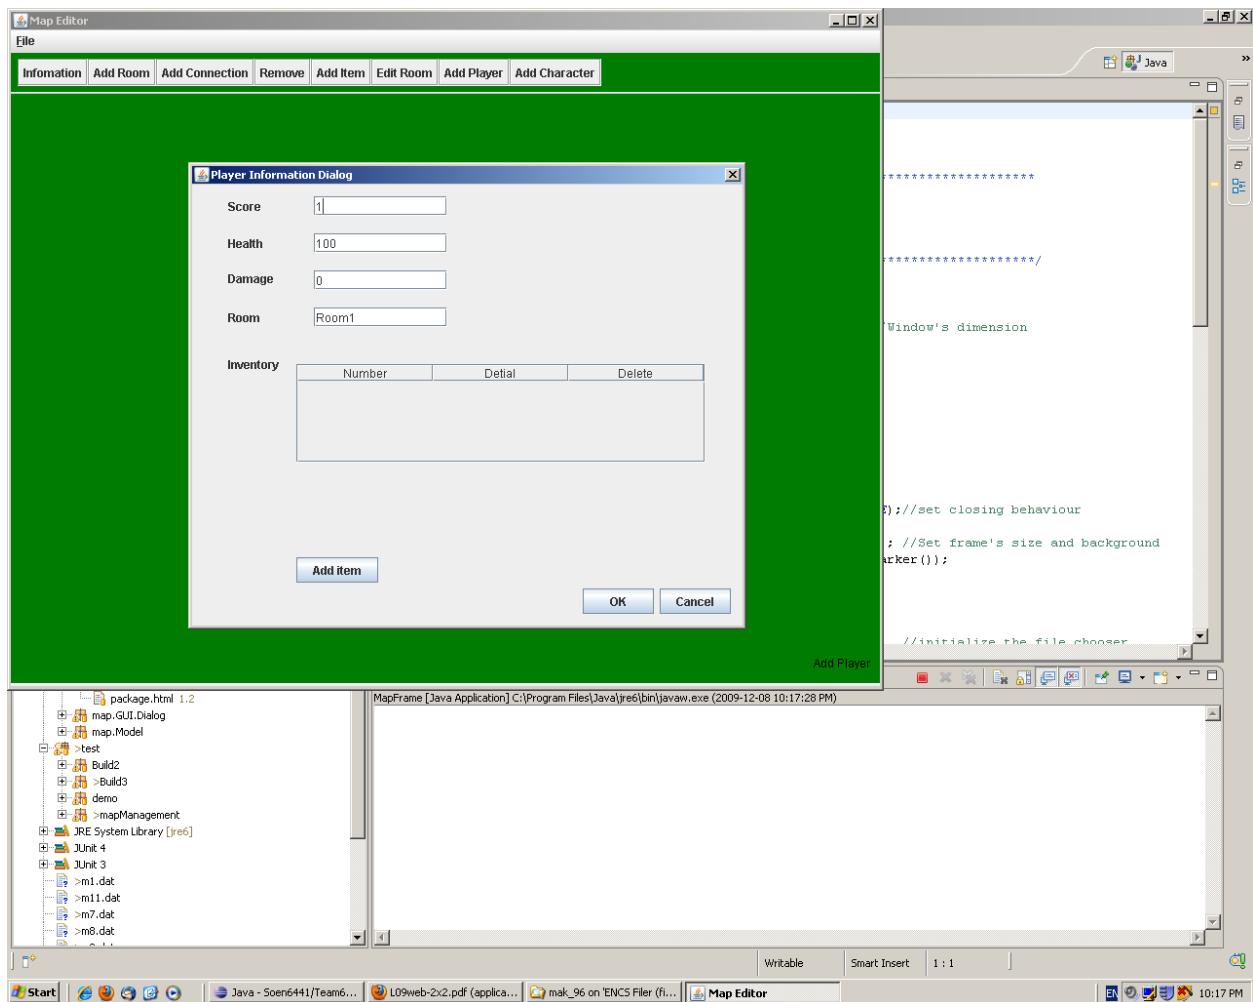 Map Editor
File
Infomation Add Room Add Connection Remove Add Item Edit Room Add Player Add Character
Java
»
Player Information Dialog
Score 1
Health 100
Damage 0
Room Room1
Inventory
Number Detial Delete
Add item
OK Cancel
Add Player
*******************
********************/
Window's dimension
);//set closing behaviour
; //Set frame's size and background
arker());
//initialize the file chooser
MapFrame [Java Application] C:\Program Files\Java\jre6\bin\javaw.exe (2009-12-08 10:17:28 PM)
package.html 1.2
map.GUI.Dialog
map.Model
>test
Build2
>Build3
demo
>mapManagement
JRE System Library [jre6]
JUnit 4
JUnit 3
>m1.dat
>m11.dat
>m7.dat
>m8.dat
Writable Smart Insert 1 : 1
Start Java - Soen6441/Team6... L09web-2x2.pdf (applica... mak_96 on 'ENCS Filer (fi... Map Editor EN 10:17 PM